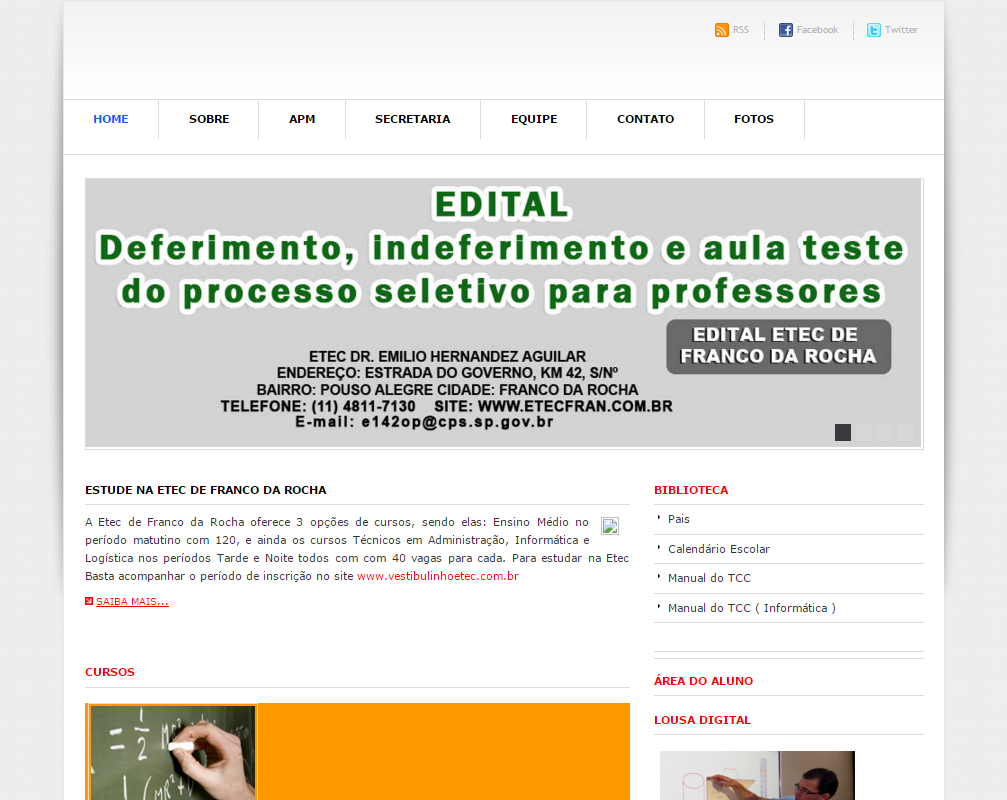 RSS
Facebook
Twitter
HOME
SOBRE
APM
SECRETARIA
EQUIPE
CONTATO
FOTOS
EDITAL
Deferimento, indeferimento e aula teste
do processo seletivo para professores
EDITAL ETEC DE
FRANCO DA ROCHA
ETEC DR. EMILIO HERNANDEZ AGUILAR
ENDEREÇO: ESTRADA DO GOVERNO, KM 42, S/Nº
BAIRRO: POUSO ALEGRE CIDADE: FRANCO DA ROCHA
TELEFONE: (11) 4811-7130 SITE: WWW.ETECFRAN.COM.BR
E-mail: e142op@cps.sp.gov.br
ESTUDE NA ETEC DE FRANCO DA ROCHA
A Etec de Franco da Rocha oferece 3 opções de cursos, sendo elas: Ensino Médio no
período matutino com 120, e ainda os cursos Técnicos em Administração, Informática e
Logística nos períodos Tarde e Noite todos com com 40 vagas para cada. Para estudar na Etec
Basta acompanhar o período de inscrição no site www.vestibulinhoetec.com.br
SAIBA MAIS...
CURSOS
BIBLIOTECA
Pais
Calendário Escolar
Manual do TCC
Manual do TCC ( Informática )
ÁREA DO ALUNO
LOUSA DIGITAL